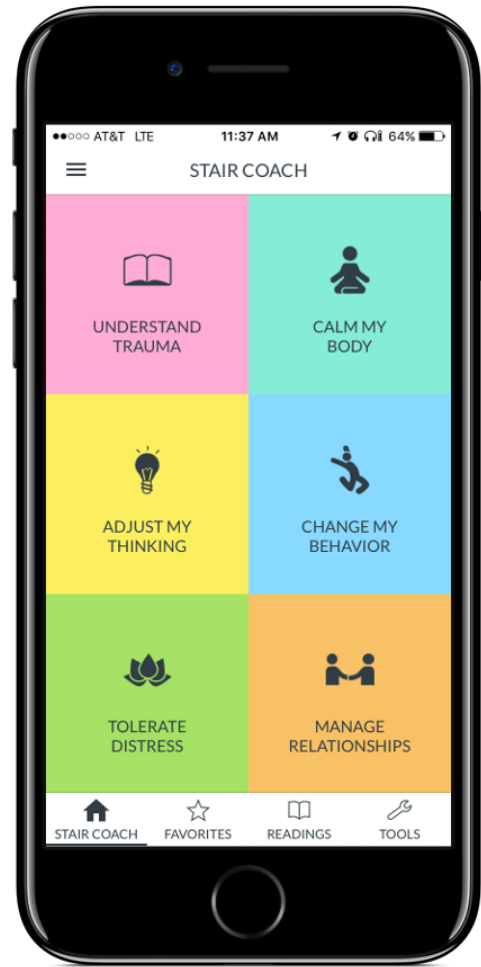 AT&T LTE 11:37 AM 64%
STAIR COACH
UNDERSTAND
TRAUMA
CALM MY
BODY
ADJUST MY
THINKING
CHANGE MY
BEHAVIOR
TOLERATE
DISTRESS
MANAGE
RELATIONSHIPS
STAIR COACH FAVORITES READINGS TOOLS